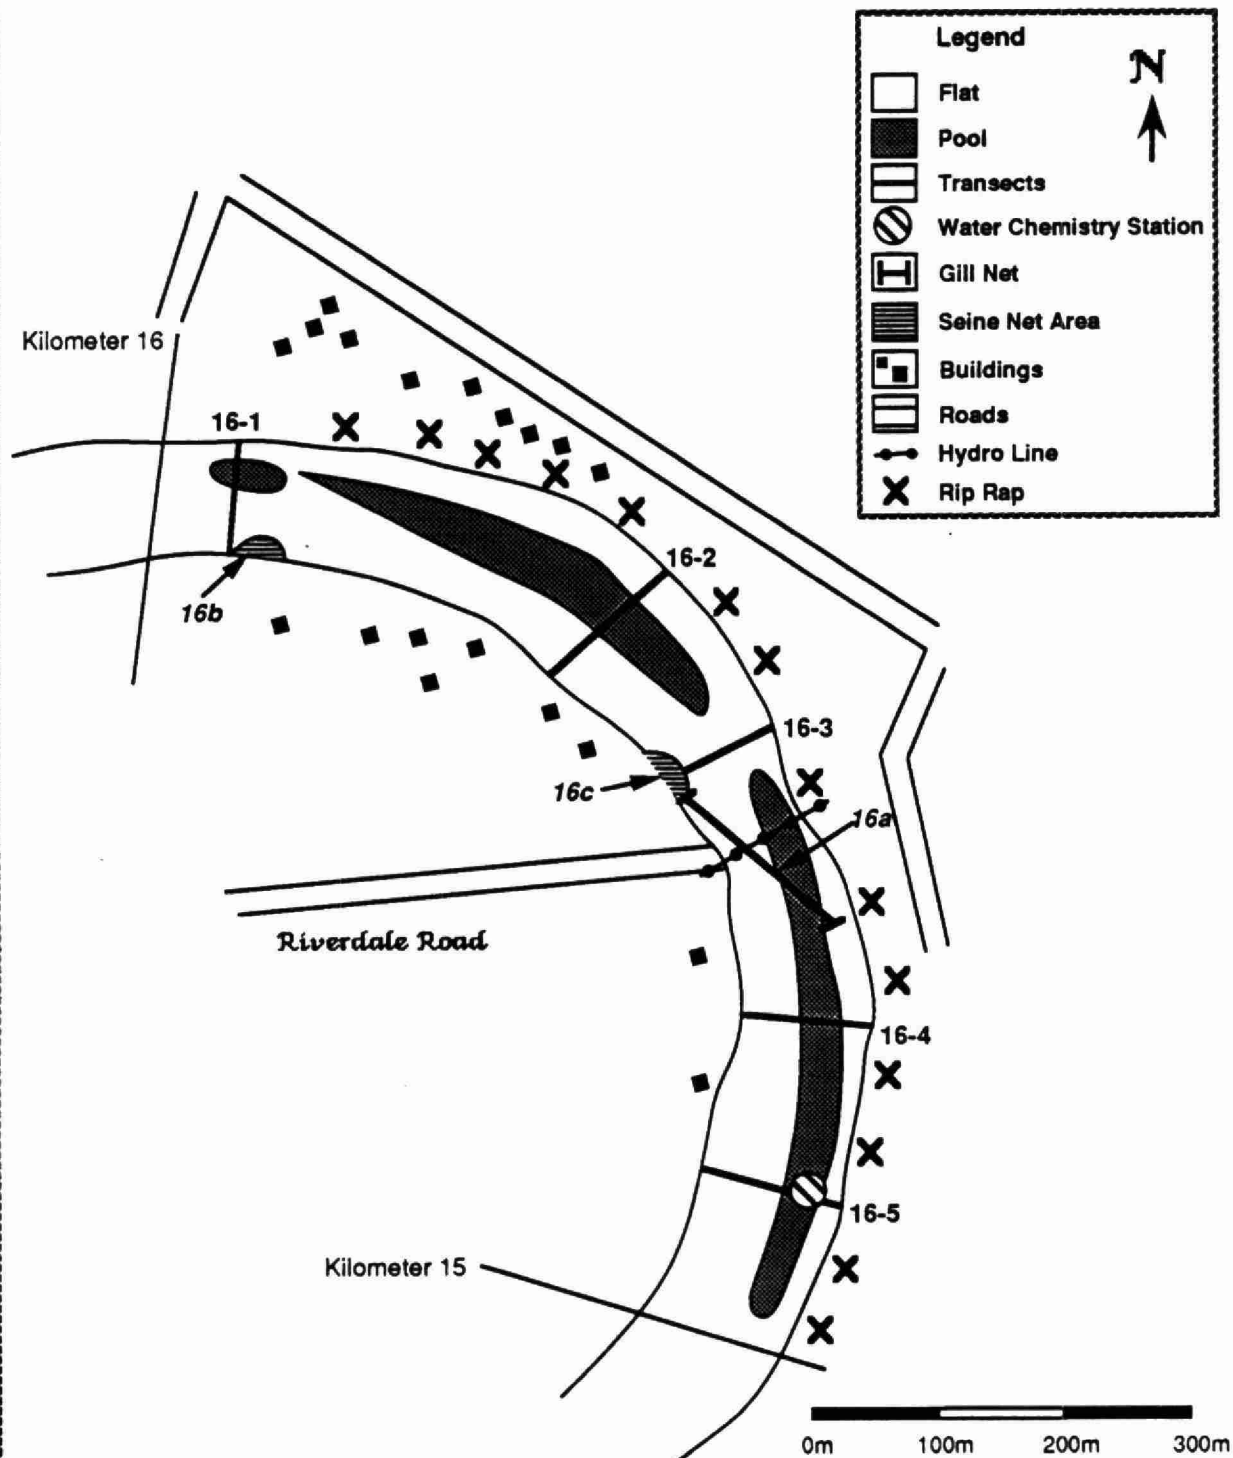 Legend
N
Flat
Pool
Transects
Water Chemistry Station
Gill Net
Seine Net Area
Buildings
Roads
Hydro Line
Rip Rap
Kilometer 16
16-1
16b
16-2
16-3
16c
16a
Riverdale Road
16-4
16-5
Kilometer 15
0m 100m 200m 300m